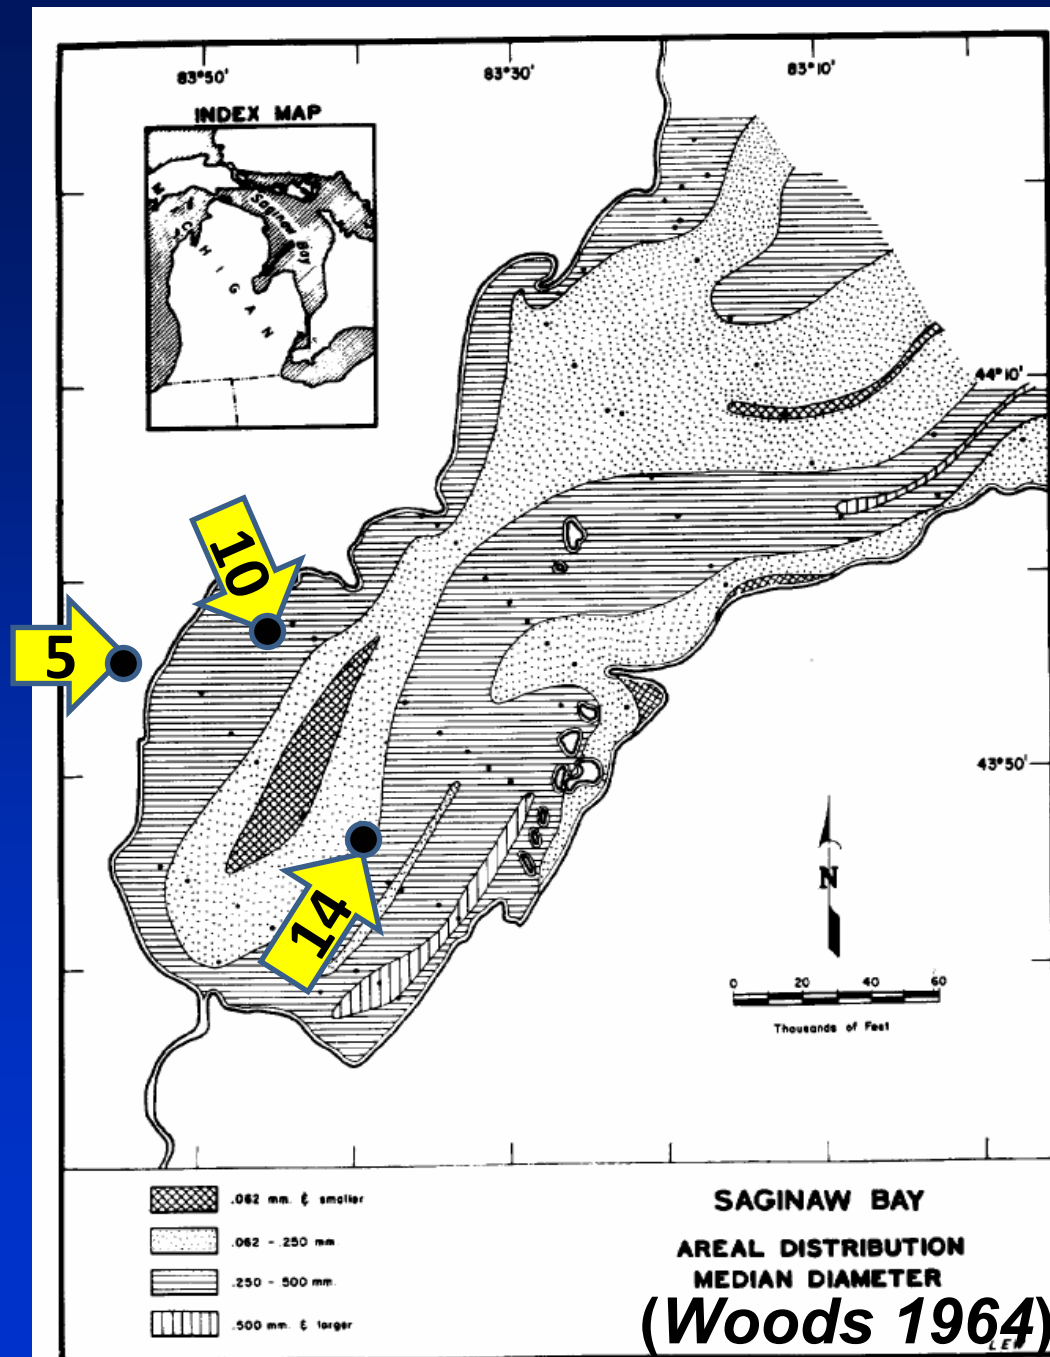 83°50'
83°30'
83°10'
INDEX MAP
Saginaw Bay
MICHIGAN
44°10'
10
5
43°50'
14
N
0 20 40 60
Thousands of Feet
.062 mm. & smaller
.062 - .250 mm.
.250 - 500 mm.
.500 mm. & larger
SAGINAW BAY
AREAL DISTRIBUTION
MEDIAN DIAMETER
(Woods 1964)